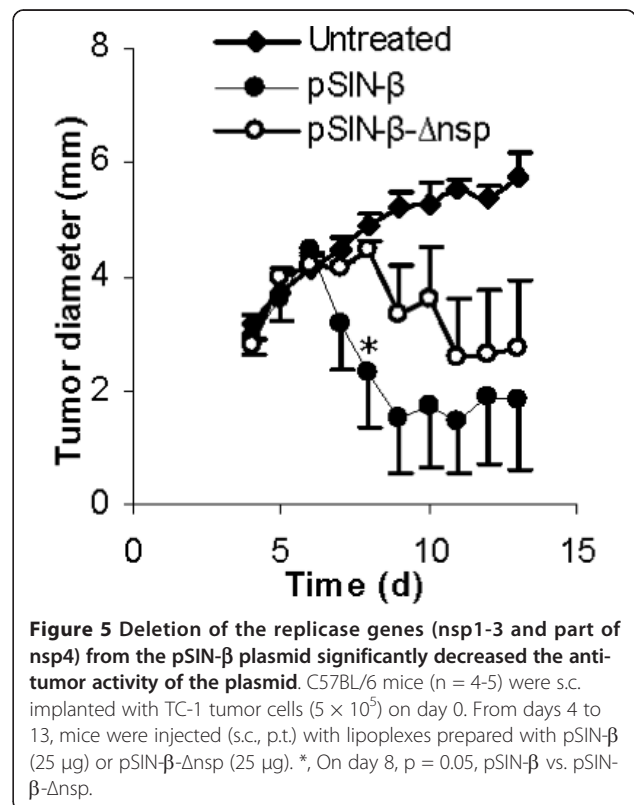 Untreated
pSIN-β
pSIN-β-Δnsp
8
6
4
2
0
Tumor diameter (mm)
*
0
5
10
15
Time (d)
Figure 5 Deletion of the replicase genes (nsp1-3 and part of
nsp4) from the pSIN-β plasmid significantly decreased the anti-
tumor activity of the plasmid. C57BL/6 mice (n = 4-5) were s.c.
implanted with TC-1 tumor cells (5 × 10⁵) on day 0. From days 4 to
13, mice were injected (s.c., p.t.) with lipoplexes prepared with pSIN-β
(25 μg) or pSIN-β-Δnsp (25 μg). *, On day 8, p = 0.05, pSIN-β vs. pSIN-
β-Δnsp.